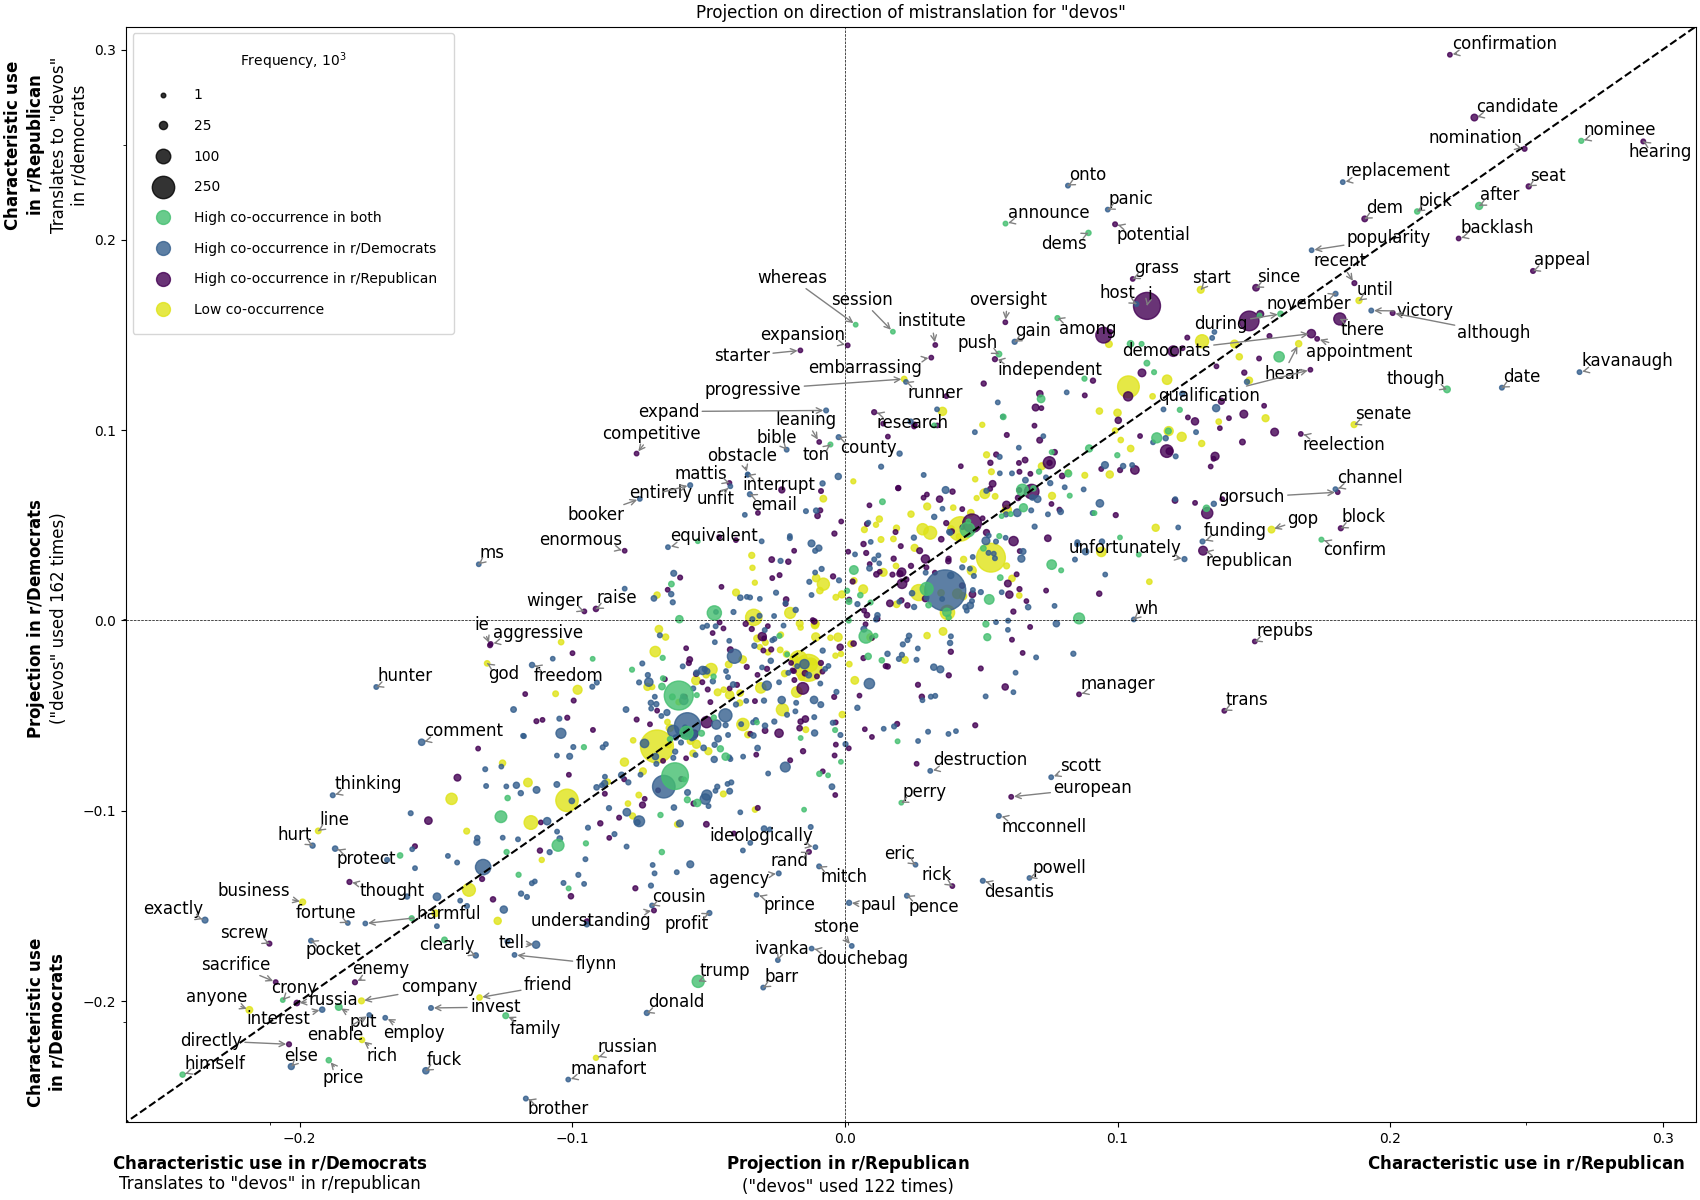 Projection on direction of mistranslation for "devos"
Frequency, 10³
1
25
100
250
High co-occurrence in both
High co-occurrence in r/Democrats
High co-occurrence in r/Republican
Low co-occurrence
Characteristic use
in r/Republican
Translates to "devos"
in r/democrats
Projection in r/Democrats
("devos" used 162 times)
Characteristic use
in r/Democrats
0.3
0.2
0.1
0.0
−0.1
−0.2
confirmation
candidate
nomination
nominee
hearing
replacement
seat
onto
panic
announce
dems
potential
dem
pick
after
popularity
backlash
recent
appeal
whereas
session
grass
start
since
until
host
i
november
victory
although
oversight
institute
expansion
gain
among
during
there
starter
push
democrats
appointment
embarrassing
independent
hear
kavanaugh
progressive
runner
qualification
though
date
expand
leaning
research
senate
competitive
bible
ton
county
reelection
obstacle
mattis
interrupt
channel
entirely
unfit
email
gorsuch
booker
gop
block
enormous
equivalent
funding
confirm
unfortunately
republican
ms
winger
raise
wh
ie
aggressive
repubs
god
freedom
hunter
manager
trans
comment
destruction
scott
thinking
perry
european
line
mcconnell
hurt
ideologically
protect
rand
eric
agency
mitch
rick
powell
business
thought
cousin
prince
paul
pence
desantis
exactly
fortune
harmful
understanding
profit
stone
screw
pocket
clearly
tell
ivanka
douchebag
sacrifice
enemy
flynn
trump
barr
crony
company
friend
anyone
russia
interest
put
invest
donald
enable
employ
family
directly
rich
russian
himself
else
fuck
manafort
price
brother
−0.2
−0.1
0.0
0.1
0.2
0.3
Characteristic use in r/Democrats
Translates to "devos" in r/republican
Projection in r/Republican
("devos" used 122 times)
Characteristic use in r/Republican